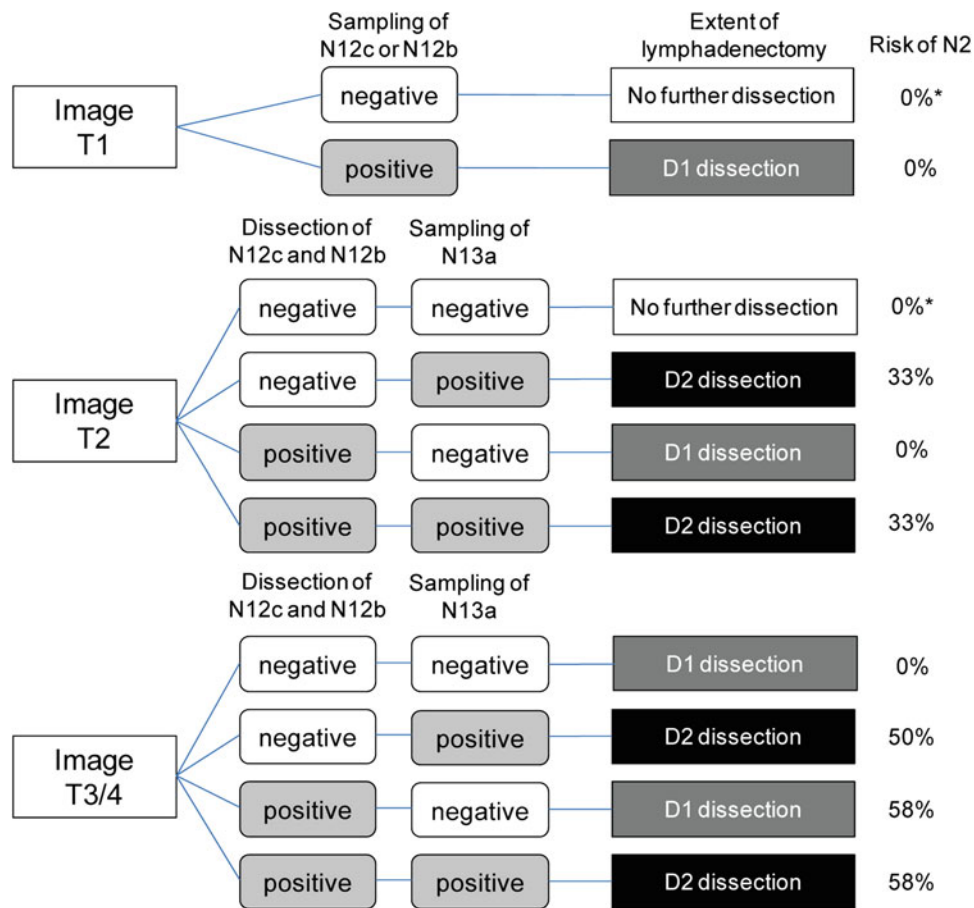 Sampling of
N12c or N12b
Extent of
lymphadenectomy
Risk of N2
Image
T1
negative
No further dissection
0%*
positive
D1 dissection
0%
Dissection of
N12c and N12b
Sampling of
N13a
Image
T2
negative
negative
No further dissection
0%*
negative
positive
D2 dissection
33%
positive
negative
D1 dissection
0%
positive
positive
D2 dissection
33%
Dissection of
N12c and N12b
Sampling of
N13a
Image
T3/4
negative
negative
D1 dissection
0%
negative
positive
D2 dissection
50%
positive
negative
D1 dissection
58%
positive
positive
D2 dissection
58%